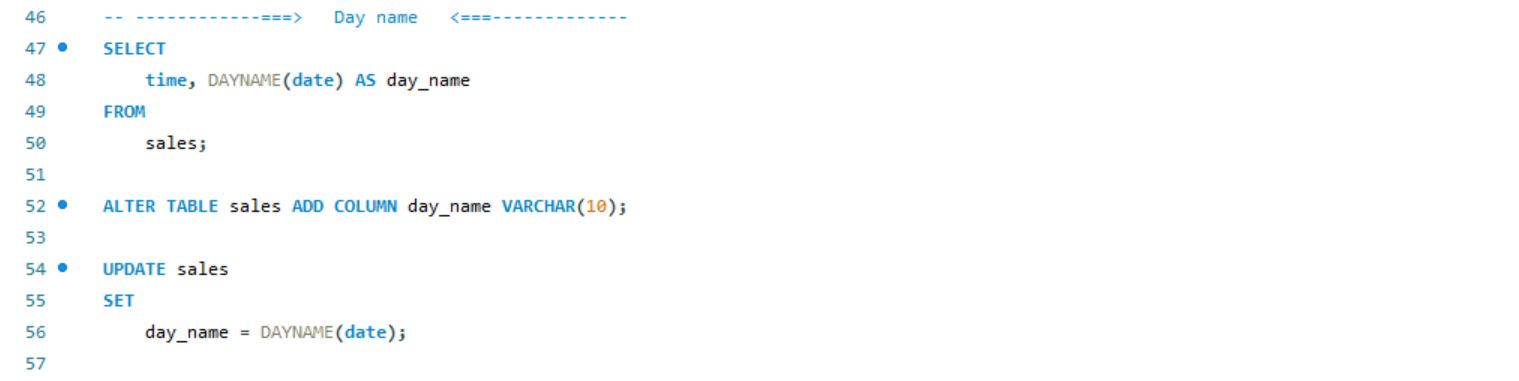 46 -- ------------===> Day name <===-------------
47 SELECT
48 time, DAYNAME(date) AS day_name
49 FROM
50 sales;
51
52 ALTER TABLE sales ADD COLUMN day_name VARCHAR(10);
53
54 UPDATE sales
55 SET
56 day_name = DAYNAME(date);
57